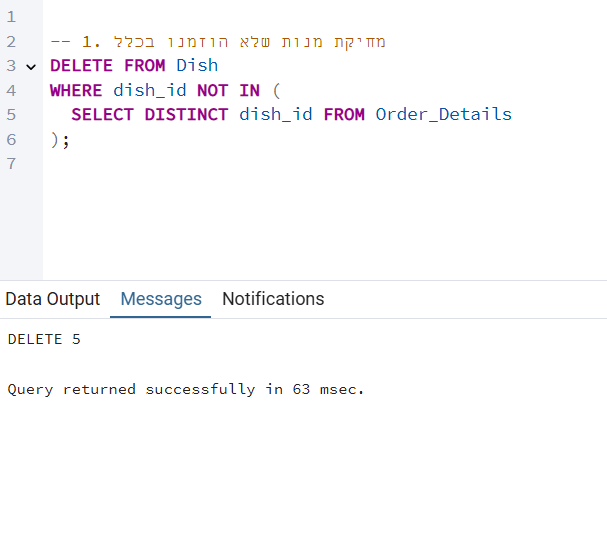 1
2 -- 1. מחיקת מנות שלא הוזמנו בכלל
3 DELETE FROM Dish
4 WHERE dish_id NOT IN (
5 SELECT DISTINCT dish_id FROM Order_Details
6 );
7
Data Output Messages Notifications
DELETE 5
Query returned successfully in 63 msec.